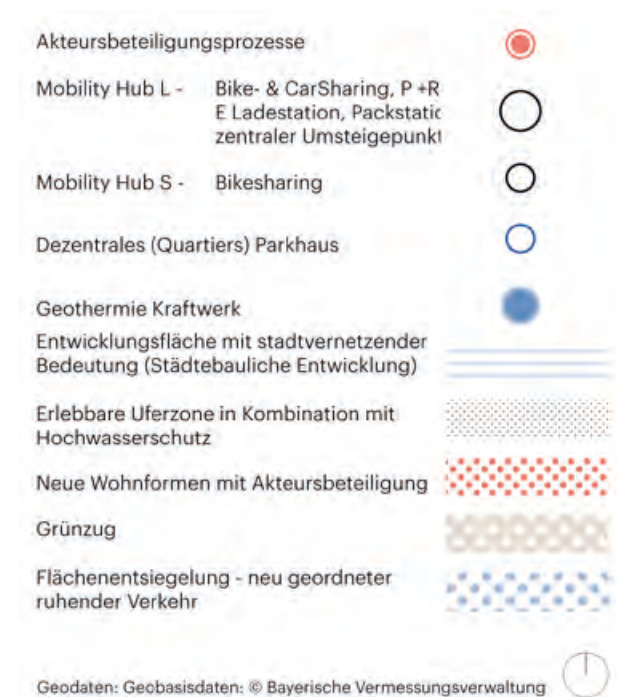 Akteursbeteiligungsprozesse
Mobility Hub L - Bike- & CarSharing, P +R
E Ladestation, Packstatic
zentraler Umsteigepunkt
Mobility Hub S - Bikesharing
Dezentrales (Quartiers) Parkhaus
Geothermie Kraftwerk
Entwicklungsfläche mit stadtvernetzender
Bedeutung (Städtebauliche Entwicklung)
Erlebbare Uferzone in Kombination mit
Hochwasserschutz
Neue Wohnformen mit Akteursbeteiligung
Grünzug
Flächenentsiegelung - neu geordneter
ruhender Verkehr
Geodaten: Geobasisdaten: © Bayerische Vermessungsverwaltung